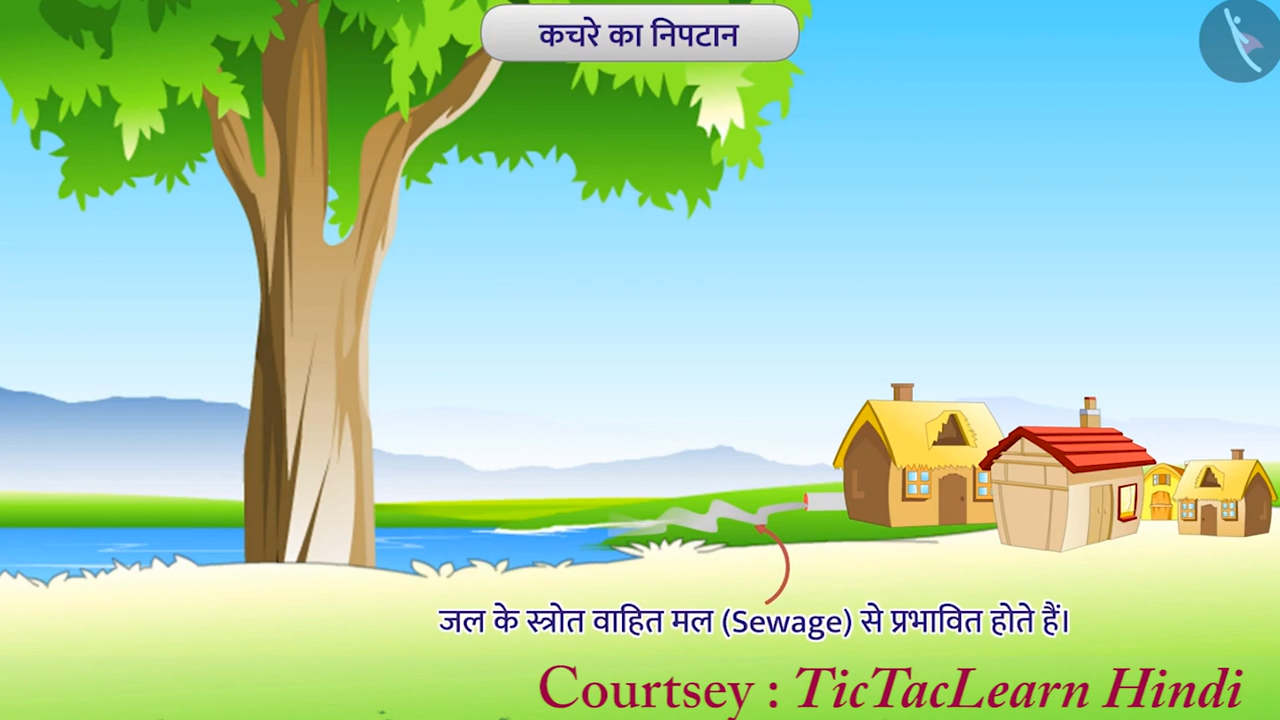 कचरे का निपटान
जल के स्त्रोत वाहित मल (Sewage) से प्रभावित होते हैं।
Courtsey : TicTacLearn Hindi